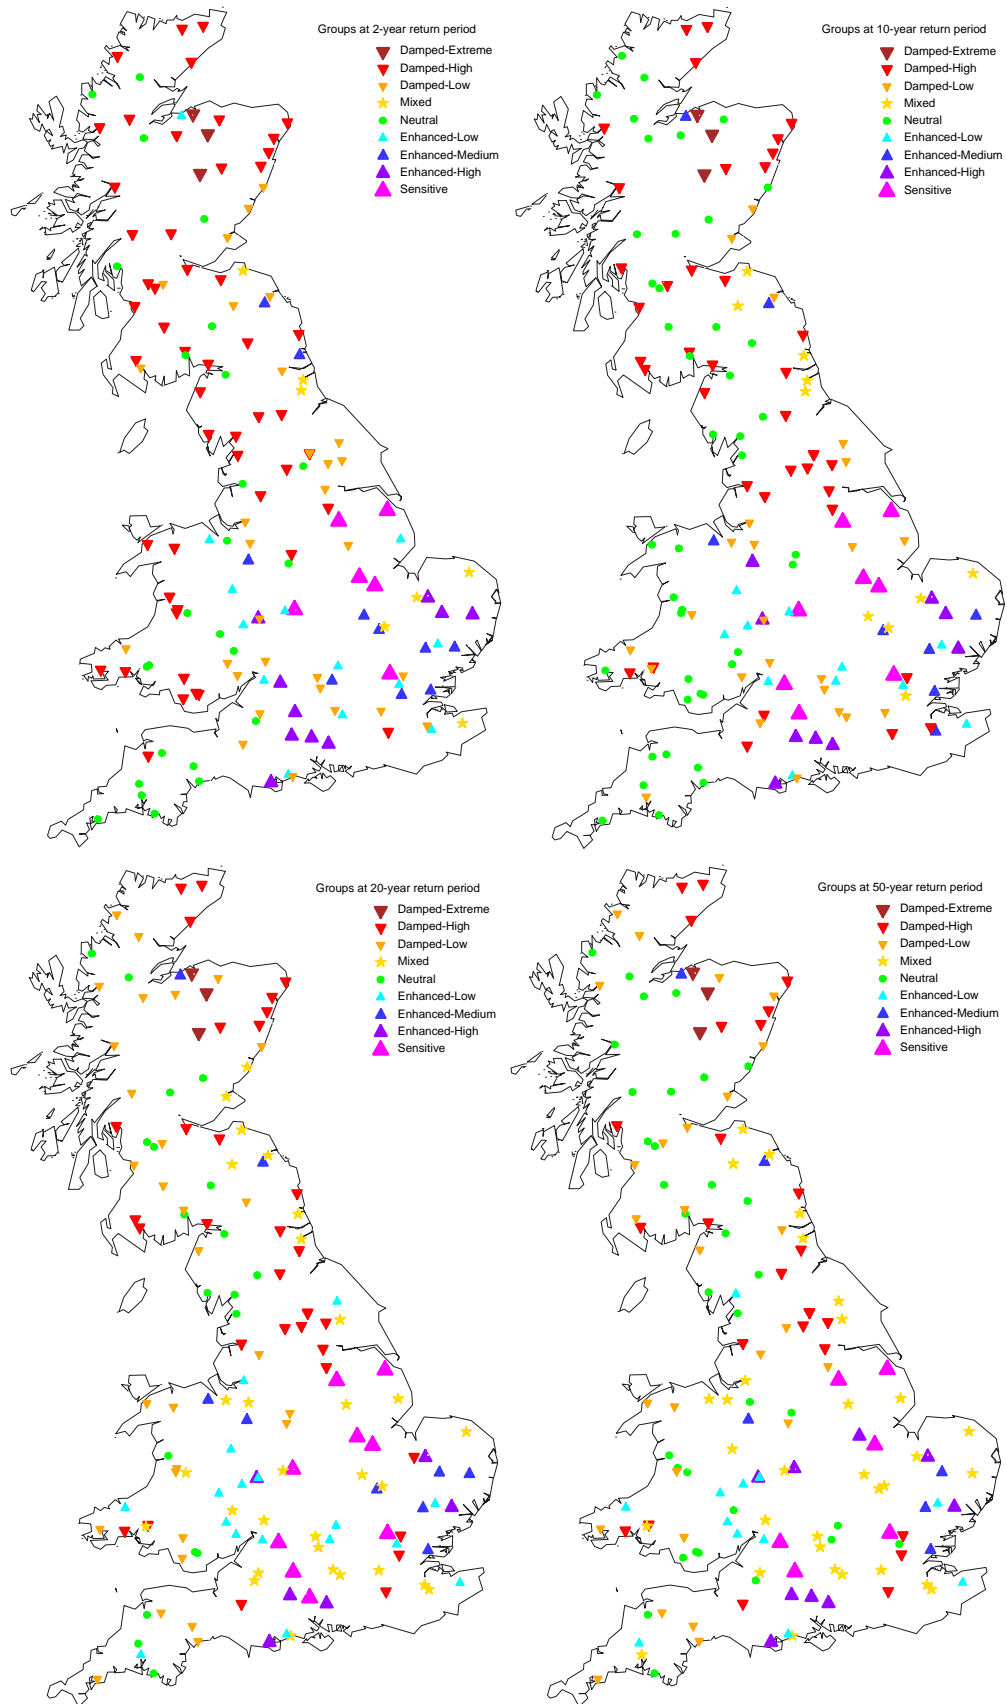 Groups at 2-year return period
Damped-Extreme
Damped-High
Damped-Low
Mixed
Neutral
Enhanced-Low
Enhanced-Medium
Enhanced-High
Sensitive
Groups at 10-year return period
Damped-Extreme
Damped-High
Damped-Low
Mixed
Neutral
Enhanced-Low
Enhanced-Medium
Enhanced-High
Sensitive
Groups at 20-year return period
Damped-Extreme
Damped-High
Damped-Low
Mixed
Neutral
Enhanced-Low
Enhanced-Medium
Enhanced-High
Sensitive
Groups at 50-year return period
Damped-Extreme
Damped-High
Damped-Low
Mixed
Neutral
Enhanced-Low
Enhanced-Medium
Enhanced-High
Sensitive